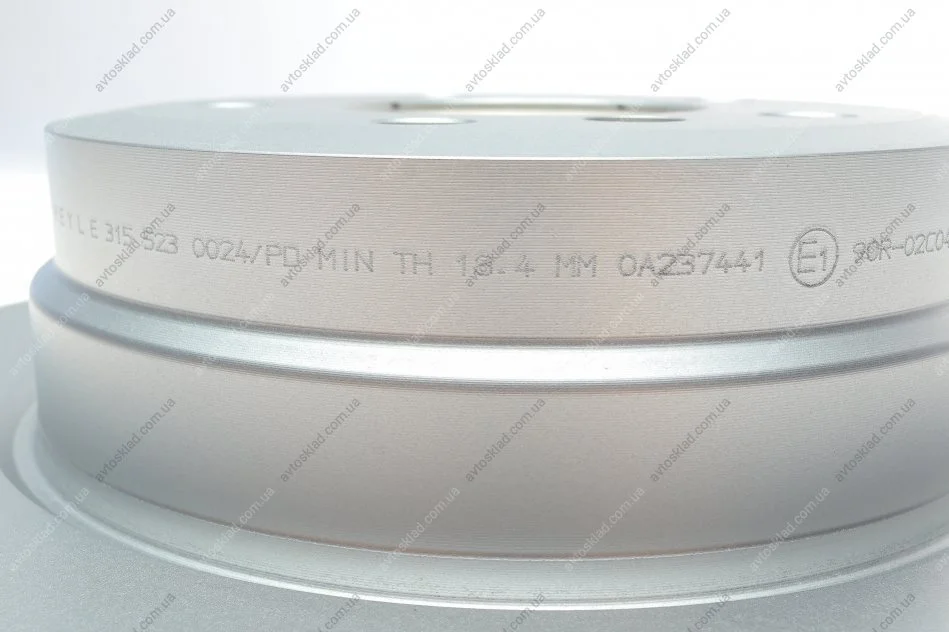 MEYLE 315 523 0024/PD MIN TH 18.4 MM 0A237441 E1 90R-02C04
avtosklad.com.ua